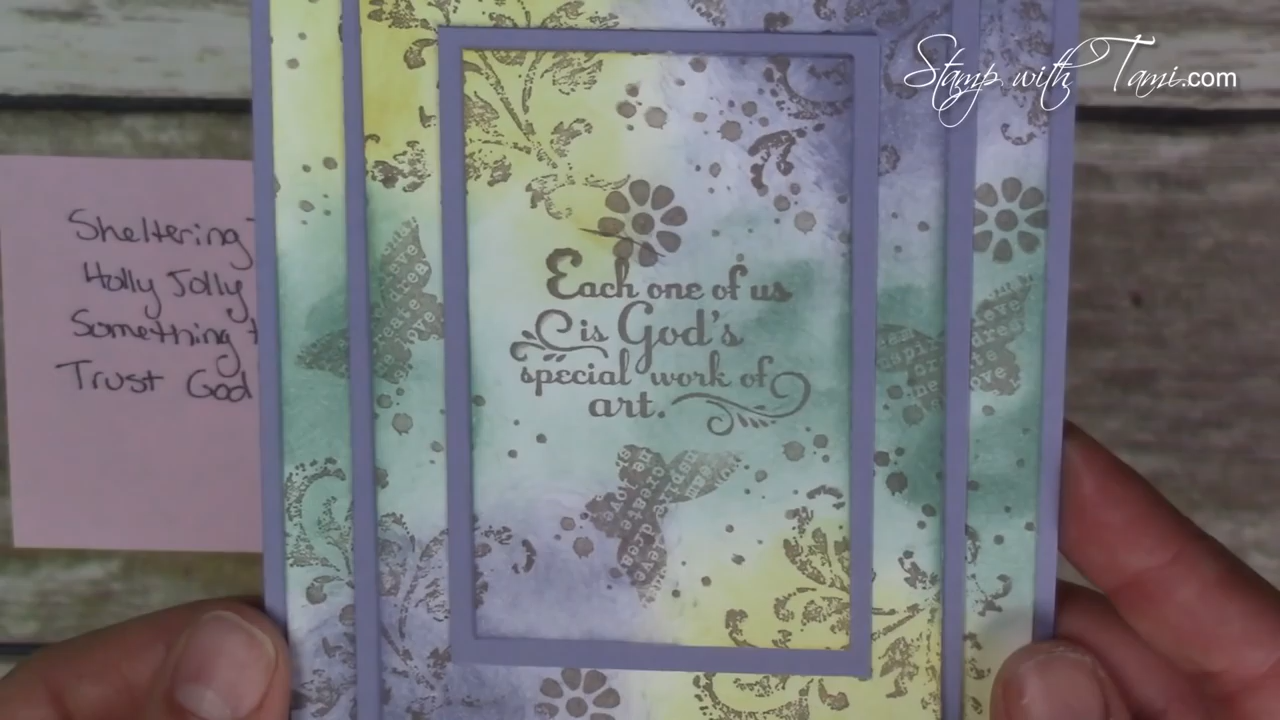 Stamp with Tami.com
Sheltering
Holly Jolly
Something
Trust God
Each one of us
is God's
special work of
art.